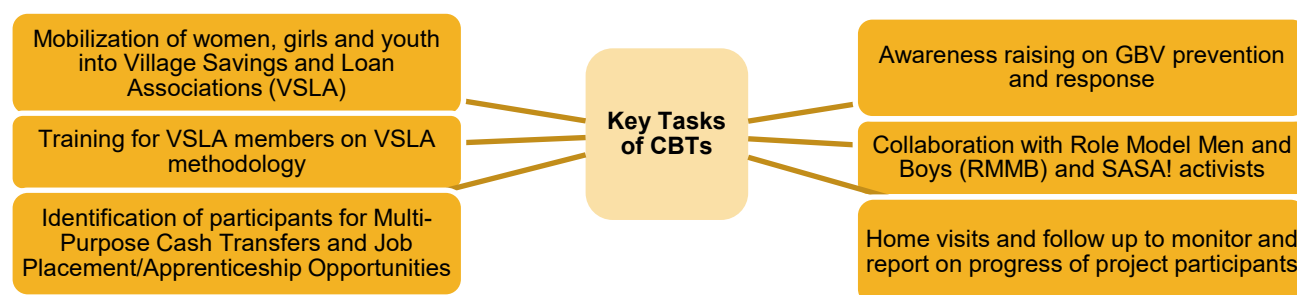 Mobilization of women, girls and youth
into Village Savings and Loan
Associations (VSLA)
Training for VSLA members on VSLA
methodology
Identification of participants for Multi-
Purpose Cash Transfers and Job
Placement/Apprenticeship Opportunities
Key Tasks
of CBTs
Awareness raising on GBV prevention
and response
Collaboration with Role Model Men and
Boys (RMMB) and SASA! activists
Home visits and follow up to monitor and
report on progress of project participants